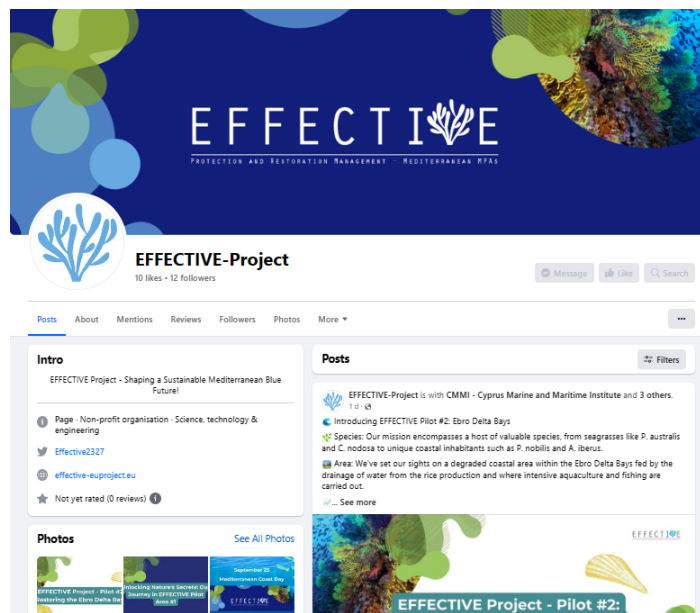 EFFECTIVE
PROTECTION AND RESTORATION MANAGEMENT · MEDITERRANEAN MPAS
EFFECTIVE-Project
10 likes • 12 followers
Message
Like
Search
Posts
About
Mentions
Reviews
Followers
Photos
More
Intro
EFFECTIVE Project - Shaping a Sustainable Mediterranean Blue
Future!
Page · Non-profit organisation · Science, technology &
engineering
Effective2327
effective-euproject.eu
Not yet rated (0 reviews)
Photos
See All Photos
EFFECTIVE Project - Pilot #2
Restoring the Ebro Delta Ba
Unlocking Nature's Secrets: Our
Journey in EFFECTIVE Pilot
Area #1
September 25
Mediterranean Coast Day
EFFECTIVE
Posts
Filters
EFFECTIVE-Project is with CMMI - Cyprus Marine and Maritime Institute and 3 others.
1 d ·
Introducing EFFECTIVE Pilot #2: Ebro Delta Bays
Species: Our mission encompasses a host of valuable species, from seagrasses like P. australis
and C, nodosa to unique coastal inhabitants such as P. nobilis and A. iberus.
Area: We've set our sights on a degraded coastal area within the Ebro Delta Bays fed by the
drainage of water from the rice production and where intensive aquaculture and fishing are
carried out.
... See more
EFFECTIVE
EFFECTIVE Project - Pilot #2: